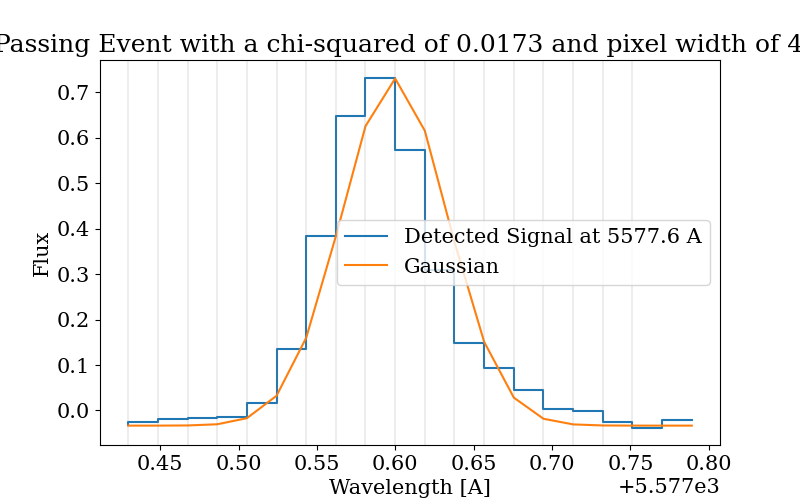 Passing Event with a chi-squared of 0.0173 and pixel width of 4
0.7
0.6
0.5
0.4
0.3
0.2
0.1
0.0
Flux
Detected Signal at 5577.6 A
Gaussian
0.45 0.50 0.55 0.60 0.65 0.70 0.75 0.80
Wavelength [A]
+5.577e3